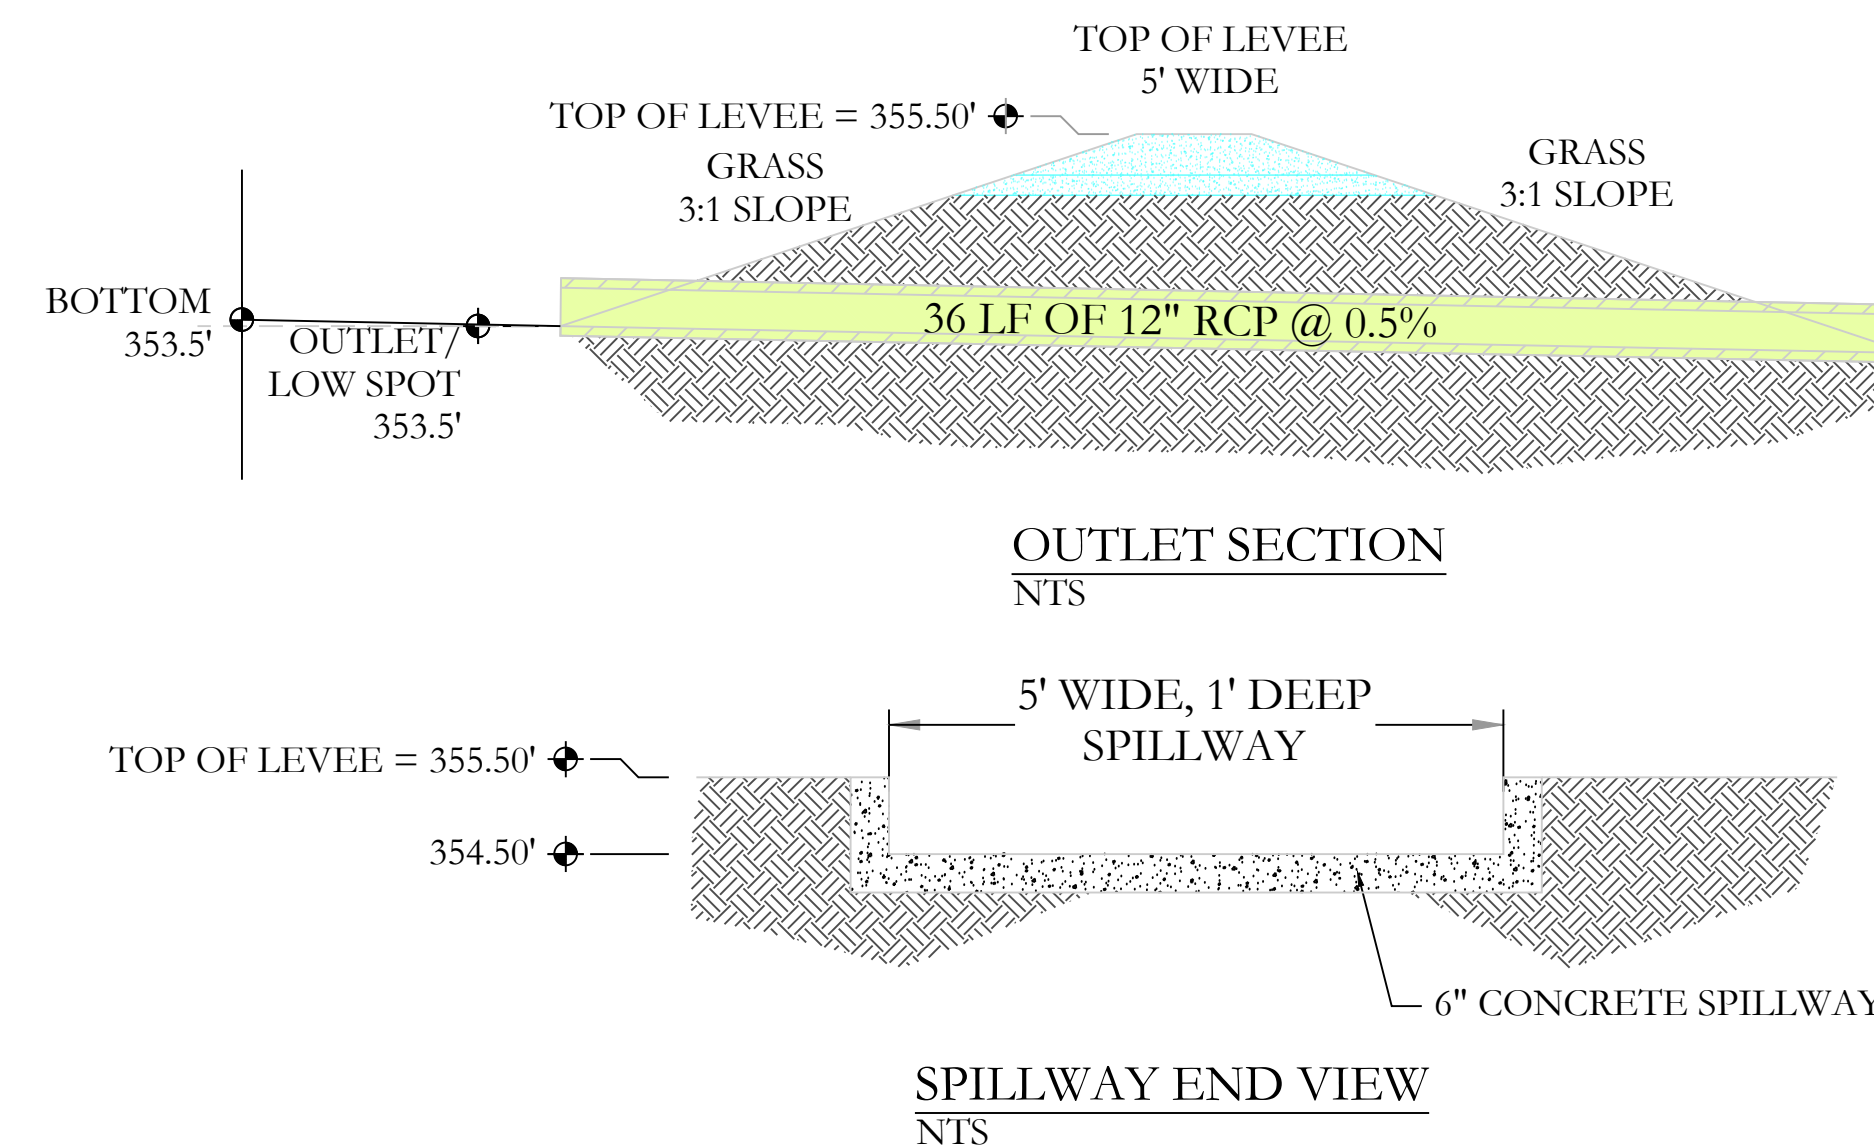 TOP OF LEVEE
5' WIDE
TOP OF LEVEE = 355.50'
GRASS
3:1 SLOPE
GRASS
3:1 SLOPE
BOTTOM
353.5'
OUTLET/
LOW SPOT
353.5'
36 LF OF 12" RCP @ 0.5%
OUTLET SECTION
NTS
5' WIDE, 1' DEEP
SPILLWAY
TOP OF LEVEE = 355.50'
354.50'
6" CONCRETE SPILLWAY
SPILLWAY END VIEW
NTS